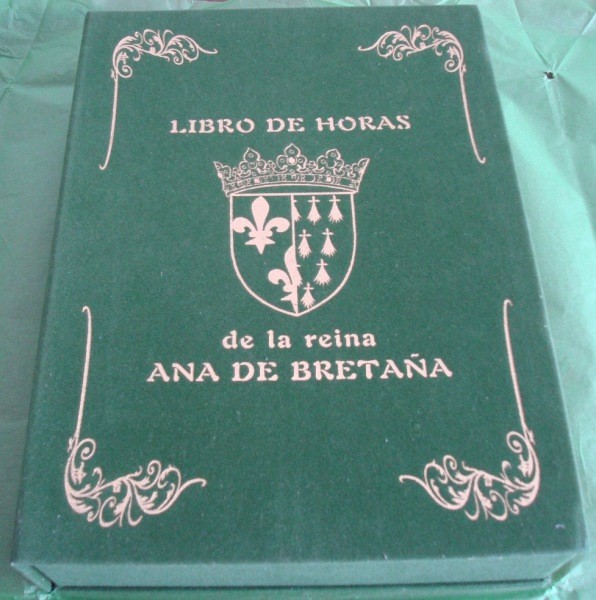 LIBRO DE HORAS
de la reina
ANA DE BRETAÑA